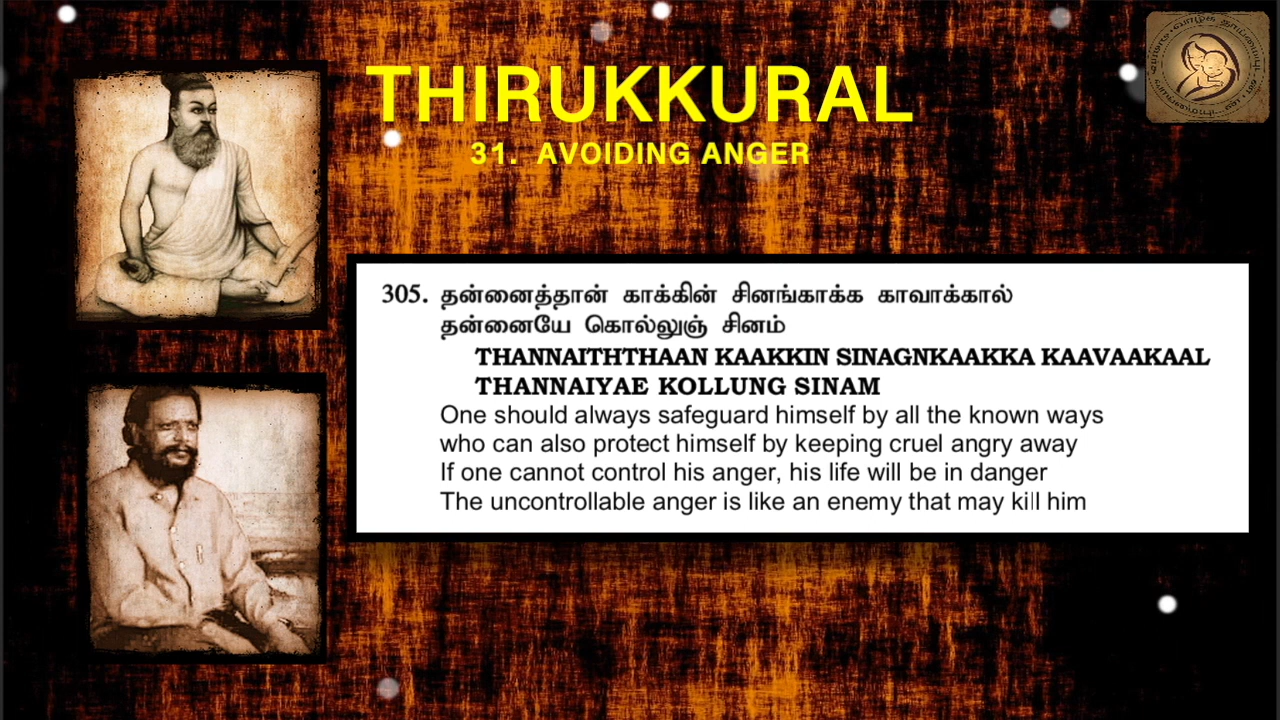 THIRUKKURAL
31. AVOIDING ANGER
305. தன்னைத்தான் காக்கின் சினங்காக்க காவாக்கால்
தன்னையே கொல்லுஞ் சினம்
THANNAITHTHAAN KAAKKIN SINAGNKAAKKA KAAVAAKAAL
THANNAIYAE KOLLUNG SINAM
One should always safeguard himself by all the known ways
who can also protect himself by keeping cruel angry away
If one cannot control his anger, his life will be in danger
The uncontrollable anger is like an enemy that may kill him